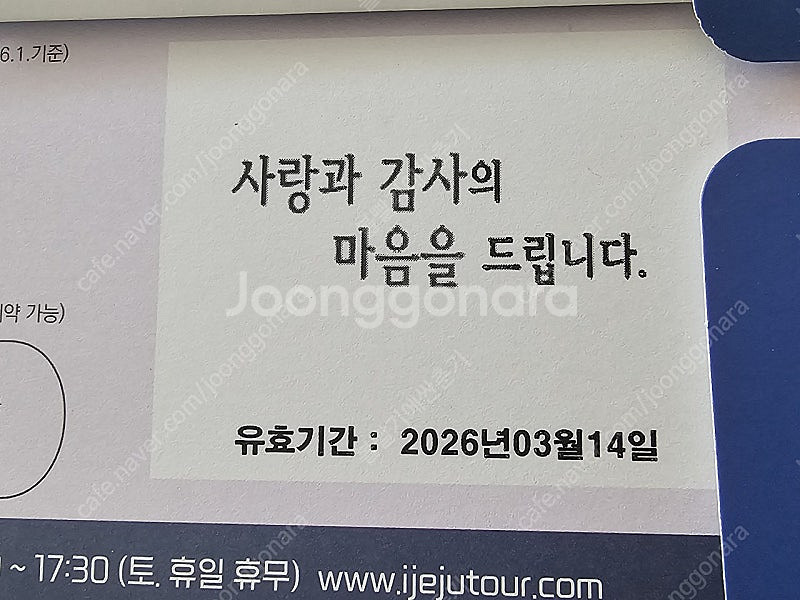 6.1.기준)
사랑과 감사의
마음을 드립니다.
Joonggonara
약 가능)
유효기간 : 2026년03월14일
~ 17:30 (토. 휴일 휴무) www.ijejutour.com